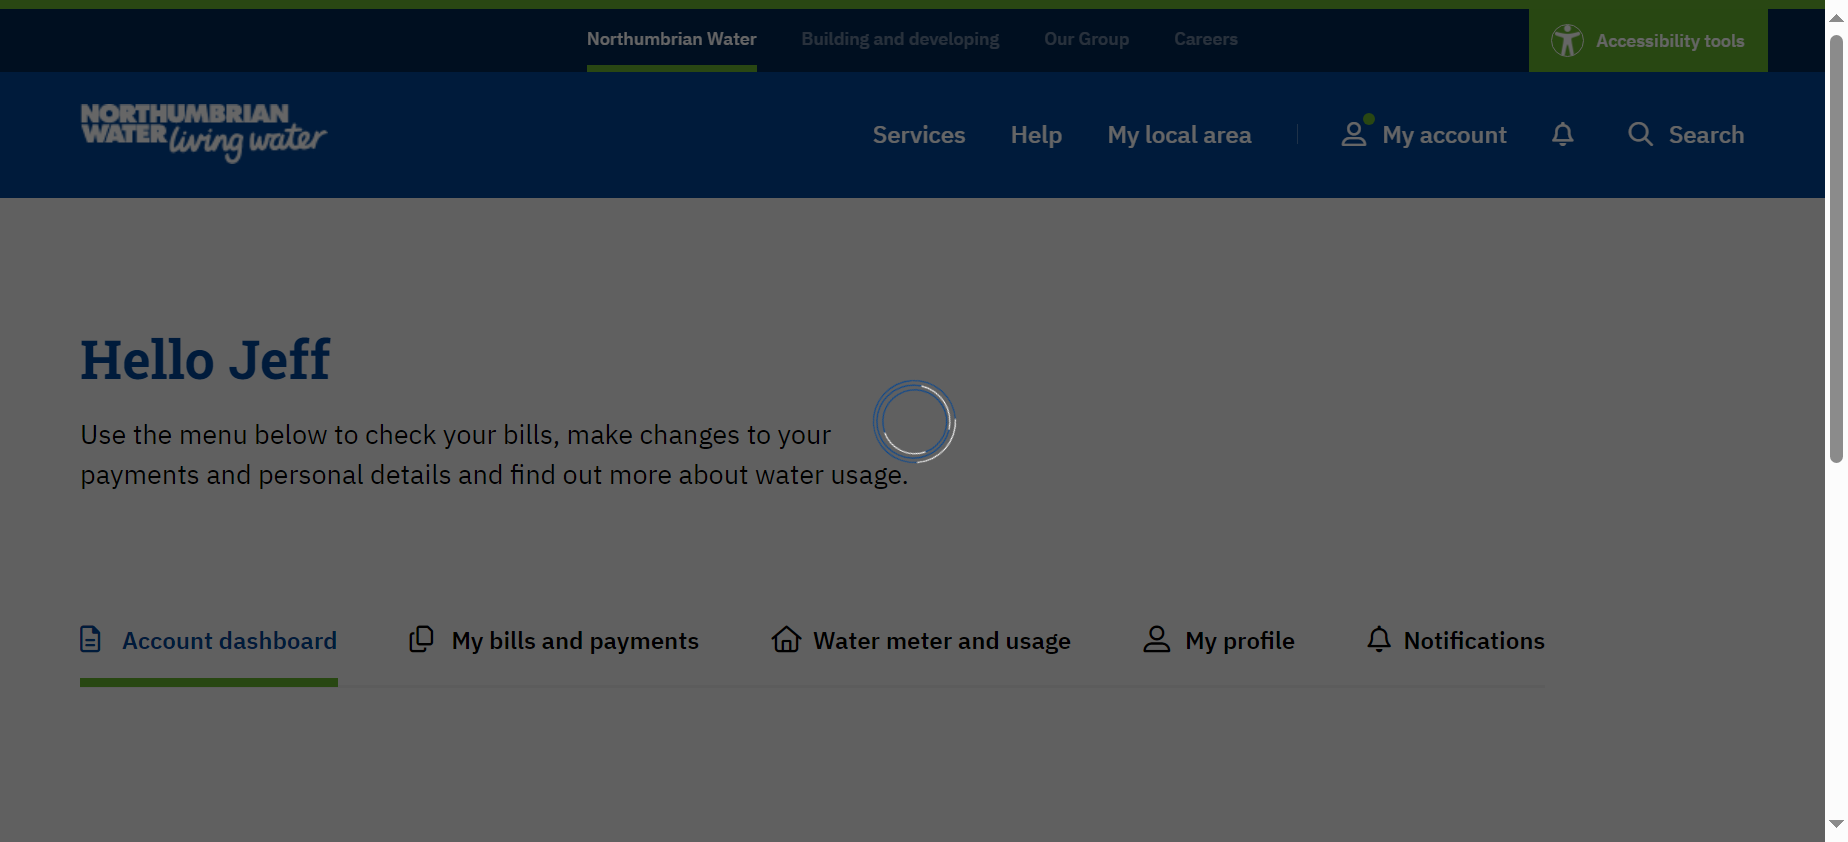 Northumbrian Water
Building and developing
Our Group
Careers
Accessibility tools
NORTHUMBRIAN
WATER living water
Services
Help
My local area
My account
Search
Hello Jeff
Use the menu below to check your bills, make changes to your
payments and personal details and find out more about water usage.
Account dashboard
My bills and payments
Water meter and usage
My profile
Notifications